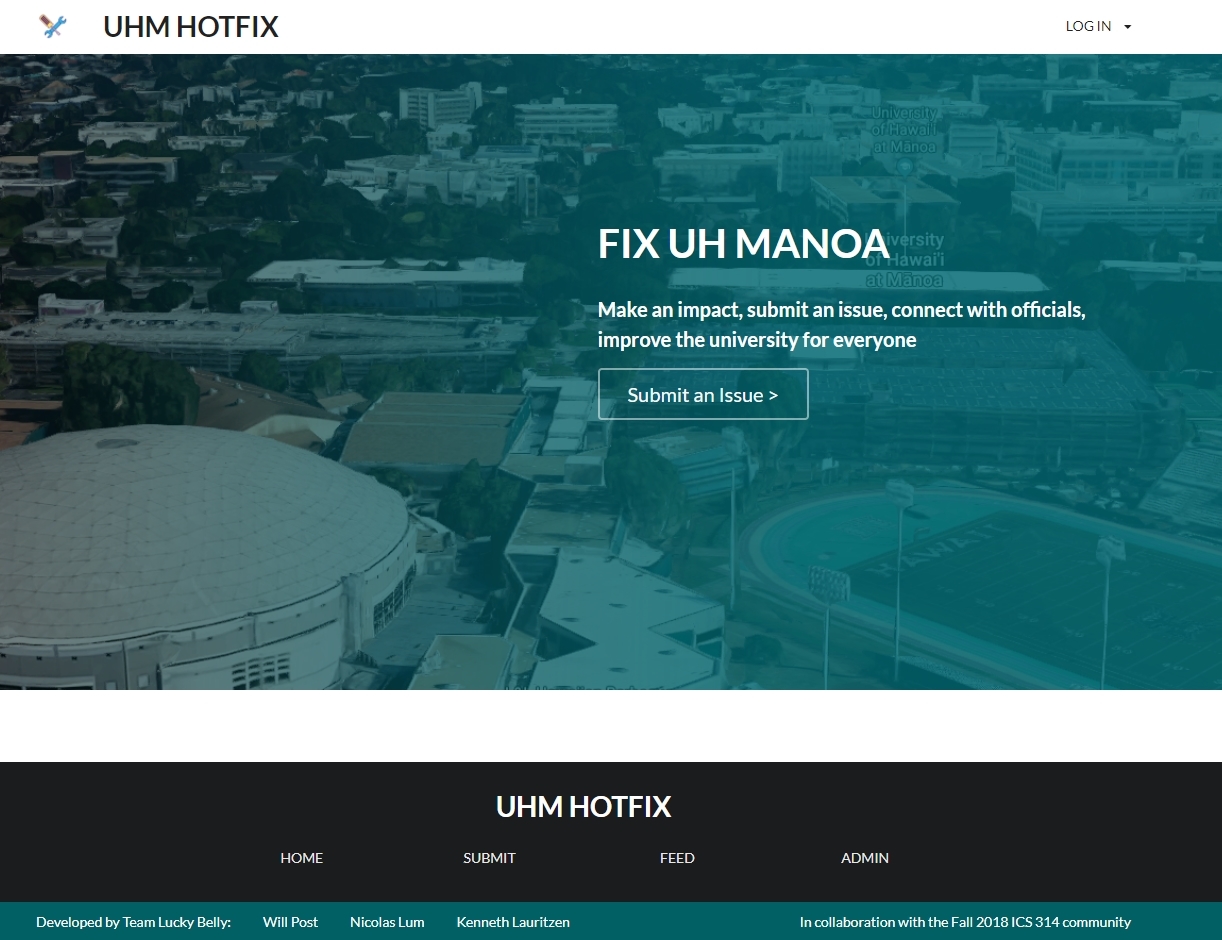 UHM HOTFIX
LOG IN
University
of Hawai'i
at Mānoa
FIX UH MANOA
iversity
of Hawai'i
at Mānoa
Make an impact, submit an issue, connect with officials,
improve the university for everyone
Submit an Issue >
HAWAII
UHM HOTFIX
HOME SUBMIT FEED ADMIN
Developed by Team Lucky Belly: Will Post Nicolas Lum Kenneth Lauritzen In collaboration with the Fall 2018 ICS 314 community